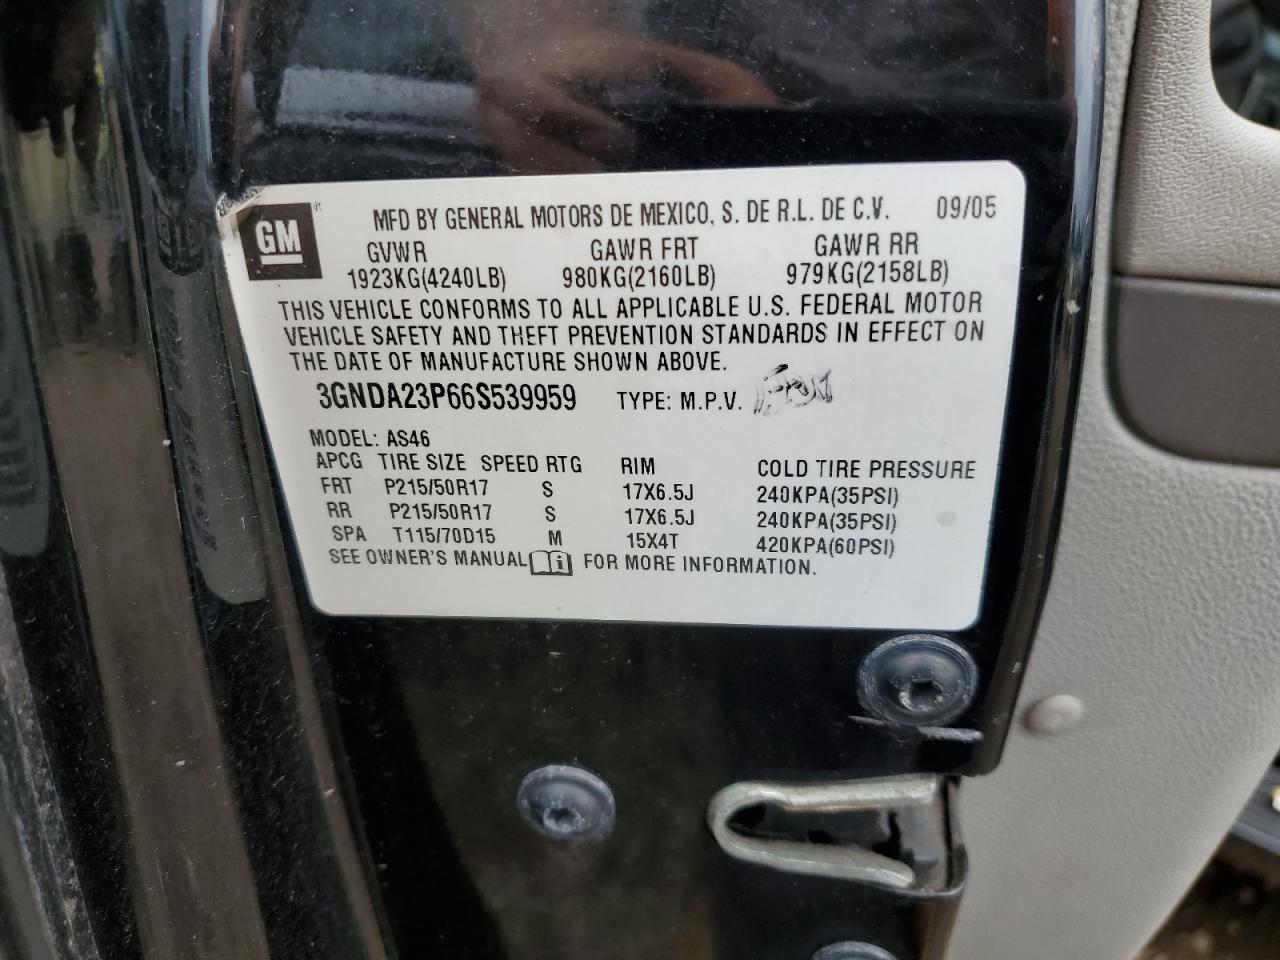 GM
MFD BY GENERAL MOTORS DE MEXICO, S. DE R.L. DE C.V. 09/05
GVWR GAWR FRT GAWR RR
1923KG(4240LB) 980KG(2160LB) 979KG(2158LB)
THIS VEHICLE CONFORMS TO ALL APPLICABLE U.S. FEDERAL MOTOR
VEHICLE SAFETY AND THEFT PREVENTION STANDARDS IN EFFECT ON
THE DATE OF MANUFACTURE SHOWN ABOVE.
3GNDA23P66S539959 TYPE: M.P.V.
MODEL: AS46
APCG TIRE SIZE SPEED RTG RIM COLD TIRE PRESSURE
FRT P215/50R17 S 17X6.5J 240KPA(35PSI)
RR P215/50R17 S 17X6.5J 240KPA(35PSI)
SPA T115/70D15 M 15X4T 420KPA(60PSI)
SEE OWNER'S MANUAL i FOR MORE INFORMATION.